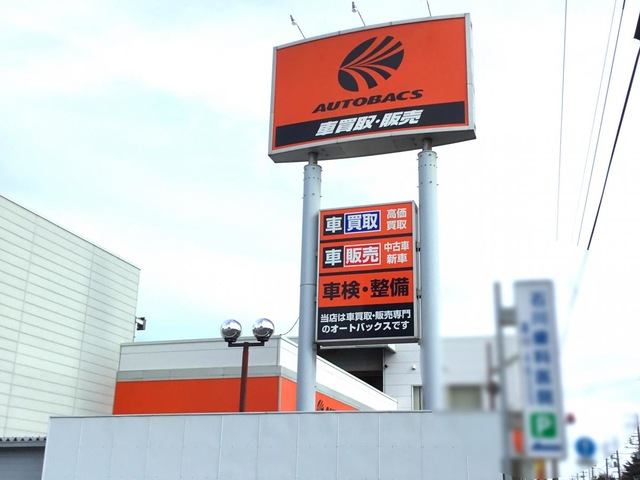 AUTOBACS
車買取・販売
車買取 高価買取
車販売 中古車新車
車検・整備
当店は車買取・販売専門
のオートバックスです
P